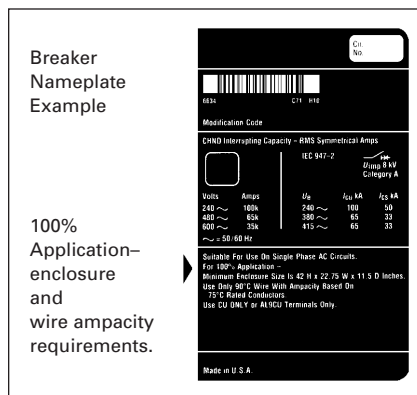 Breaker
Nameplate
Example
Cat.
No.
6634 C71 H10
Modification Code
CHND Interrupting Capacity – RMS Symmetrical Amps
IEC 947-2
Uimp 8 kV
Category A
Volts Amps Ue Icu kA Ics kA
240 ~ 100k 240 ~ 100 50
480 ~ 65k 380 ~ 65 33
600 ~ 35k 415 ~ 65 33
~ = 50/60 Hz
100%
Application–
enclosure
and
wire ampacity
requirements.
Suitable For Use On Single Phase AC Circuits.
For 100% Application –
Minimum Enclosure Size Is 42 H x 22.75 W x 11.5 D Inches.
Use Only 90°C Wire With Ampacity Based On
75°C Rated Conductors
Use CU ONLY or AL9CU Terminals Only.
Made in U.S.A.